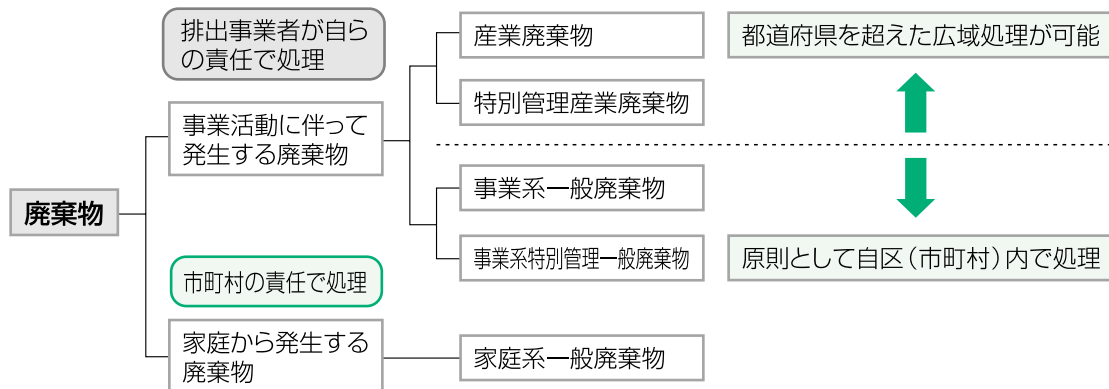 排出事業者が自ら
の責任で処理
産業廃棄物
都道府県を超えた広域処理が可能
特別管理産業廃棄物
事業活動に伴って
発生する廃棄物
事業系一般廃棄物
廃棄物
事業系特別管理一般廃棄物
原則として自区（市町村）内で処理
市町村の責任で処理
家庭から発生する
廃棄物
家庭系一般廃棄物